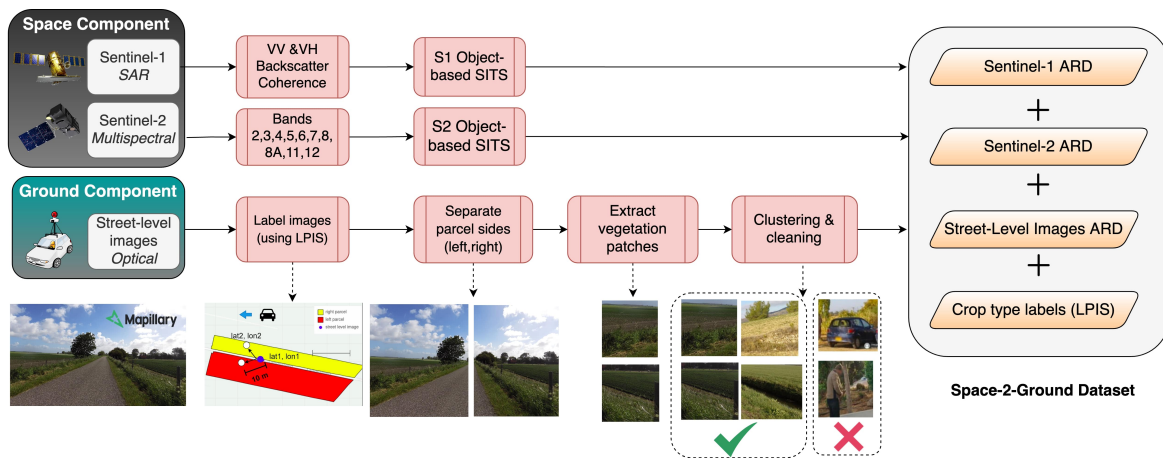 Space Component
Sentinel-1
SAR
Sentinel-2
Multispectral
VV &VH
Backscatter
Coherence
S1 Object-
based SITS
Bands
2,3,4,5,6,7,8,
8A,11,12
S2 Object-
based SITS
Ground Component
Street-level
images
Optical
Label images
(using LPIS)
Separate
parcel sides
(left,right)
Extract
vegetation
patches
Clustering &
cleaning
Sentinel-1 ARD
+
Sentinel-2 ARD
+
Street-Level Images ARD
+
Crop type labels (LPIS)
Space-2-Ground Dataset
Mapillary
right parcel
left parcel
street level image
lat2, lon2
lat1, lon1
10 m